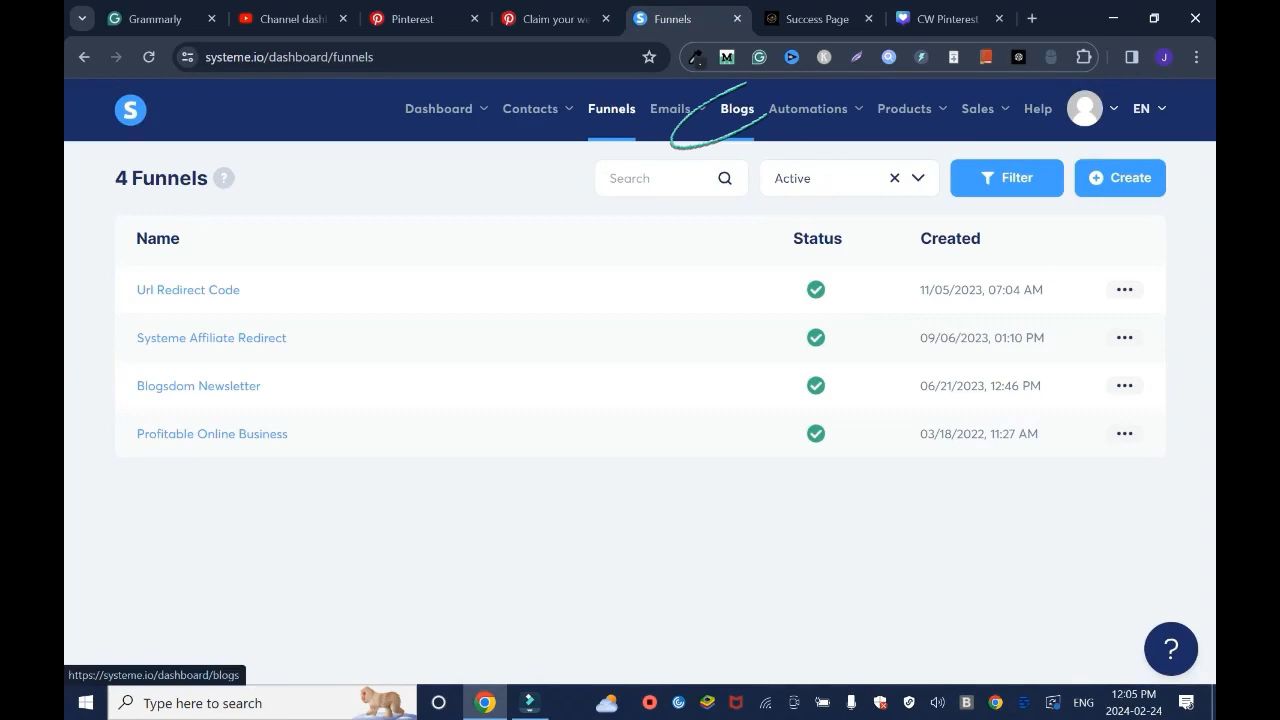 Grammarly
Channel dash
Pinterest
Claim your we
Funnels
Success Page
CW Pinterest
systeme.io/dashboard/funnels
Dashboard
Contacts
Funnels
Emails
Blogs
Automations
Products
Sales
Help
EN
4 Funnels ?
Search
Active
Filter
Create
Name Status Created
Url Redirect Code 11/05/2023, 07:04 AM
Systeme Affiliate Redirect 09/06/2023, 01:10 PM
Blogsdom Newsletter 06/21/2023, 12:46 PM
Profitable Online Business 03/18/2022, 11:27 AM
?
https://systeme.io/dashboard/blogs
Type here to search
ENG
12:05 PM
2024-02-24